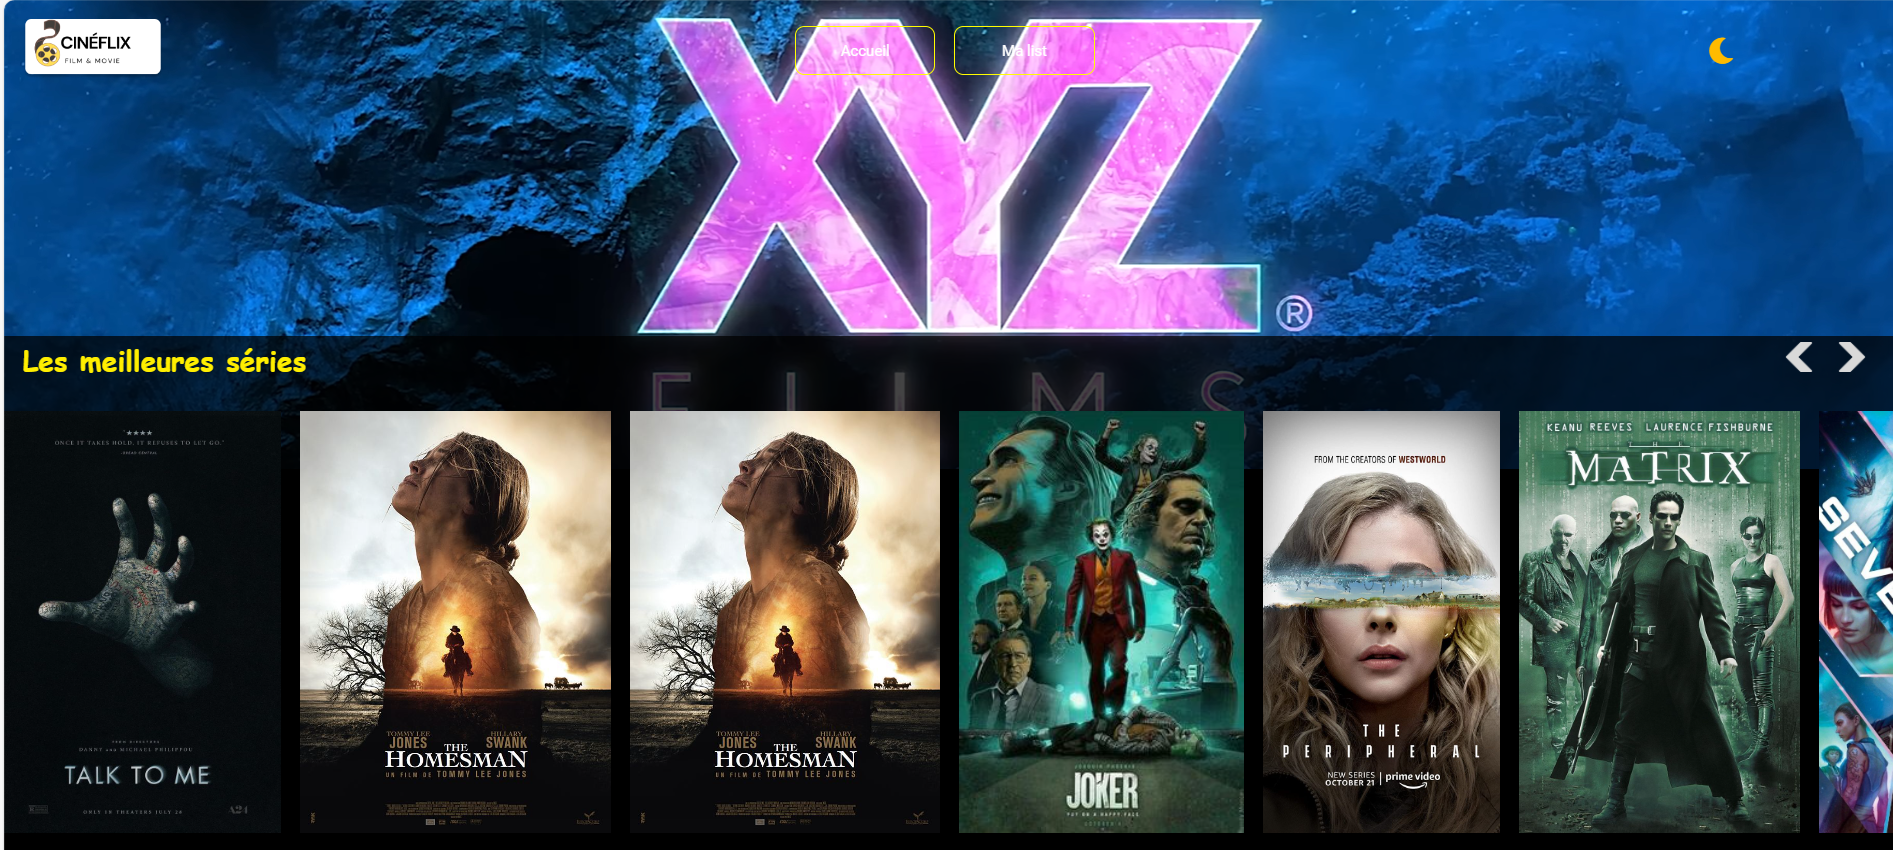 CINÉFLIX
FILM & MOVIE
Accueil
Ma list
XYZ
®
FILMS
Les meilleures séries
"★★★★
ONCE IT TAKES HOLD, IT REFUSES TO LET GO."
TALK TO ME
ONLY IN THEATERS JULY 28
A24
DANNY and MICHAEL PHILIPPOU
TOMMY LEE JONES
HILLARY SWANK
THE HOMESMAN
UN FILM DE TOMMY LEE JONES
TOMMY LEE JONES
HILLARY SWANK
THE HOMESMAN
UN FILM DE TOMMY LEE JONES
JOAQUIN PHOENIX
JOKER
PUT ON A HAPPY FACE
OCTOBER 4
FROM THE CREATORS OF WESTWORLD
THE
PERIPHERAL
NEW SERIES
OCTOBER 21
prime video
KEANU REEVES LAURENCE FISHBURNE
THE
MATRIX
SEVE